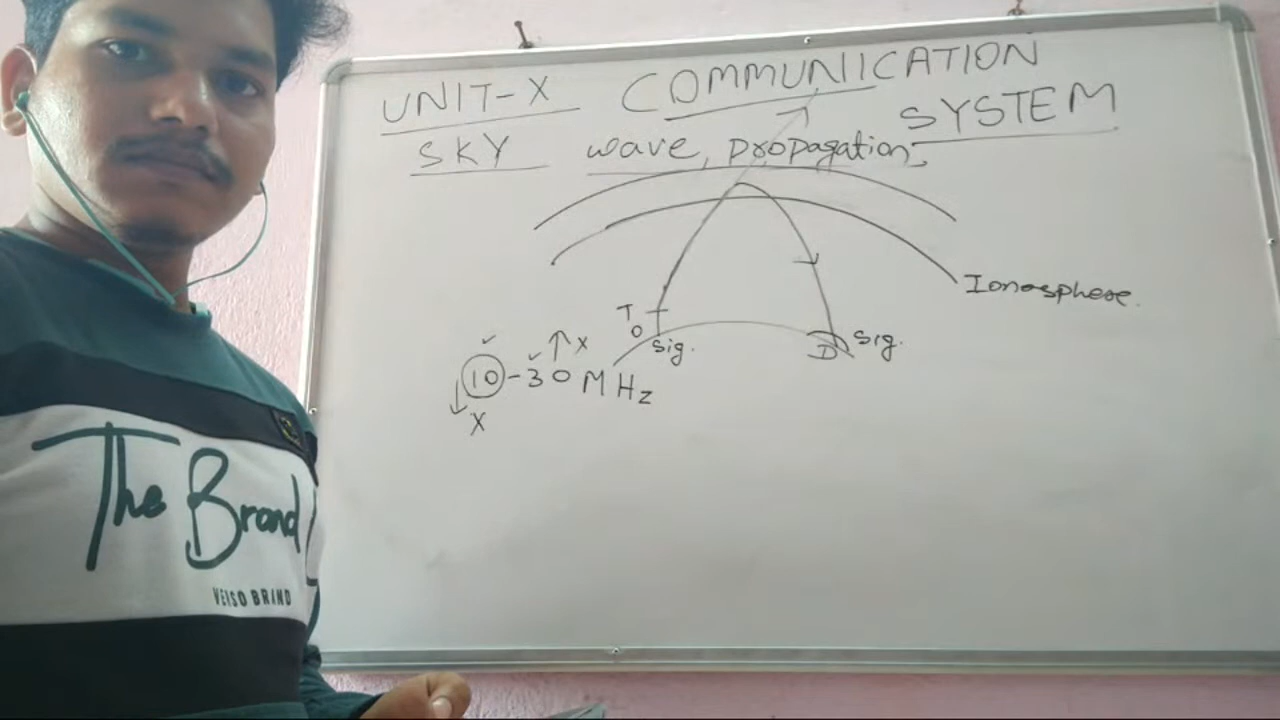 UNIT-X COMMUNICATION
SYSTEM
SKY wave propagation:-
Ionosphere.
T
O
Sig.
D
Sig.
10-30 MHz
X
X
The Brand
VERSO BRAND